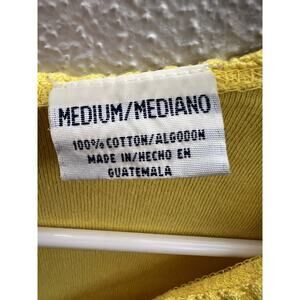 MEDIUM/MEDIANO
100% COTTON/ALGODON
MADE IN/HECHO EN
GUATEMALA